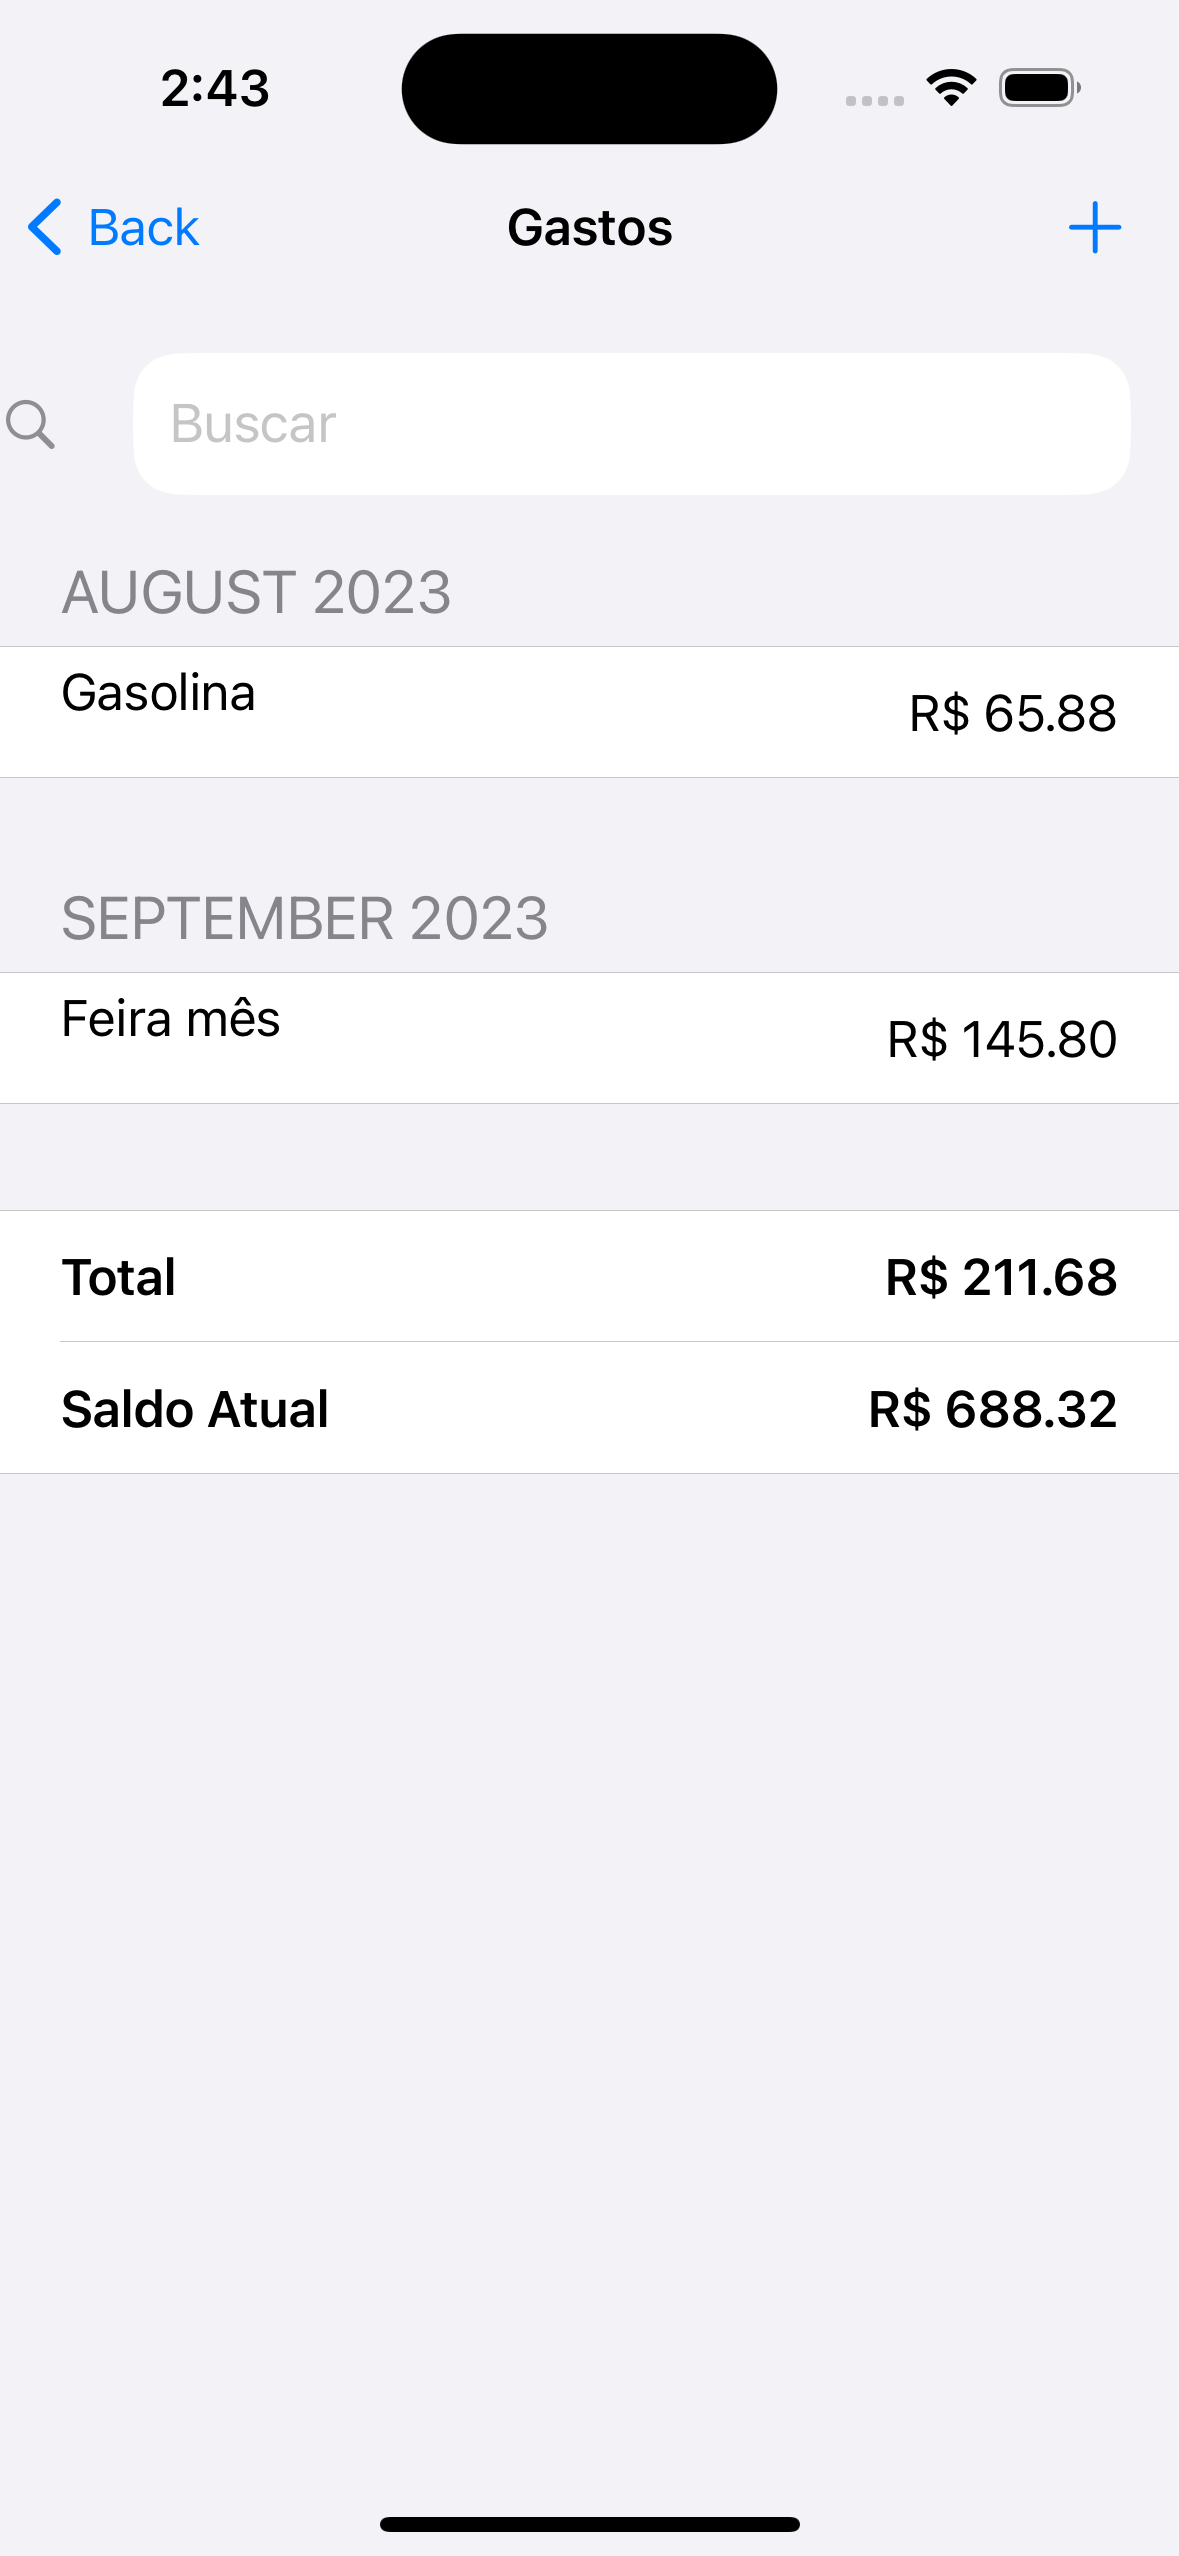 2:43
Back Gastos +
Buscar
AUGUST 2023
Gasolina R$ 65.88
SEPTEMBER 2023
Feira mês R$ 145.80
Total R$ 211.68
Saldo Atual R$ 688.32